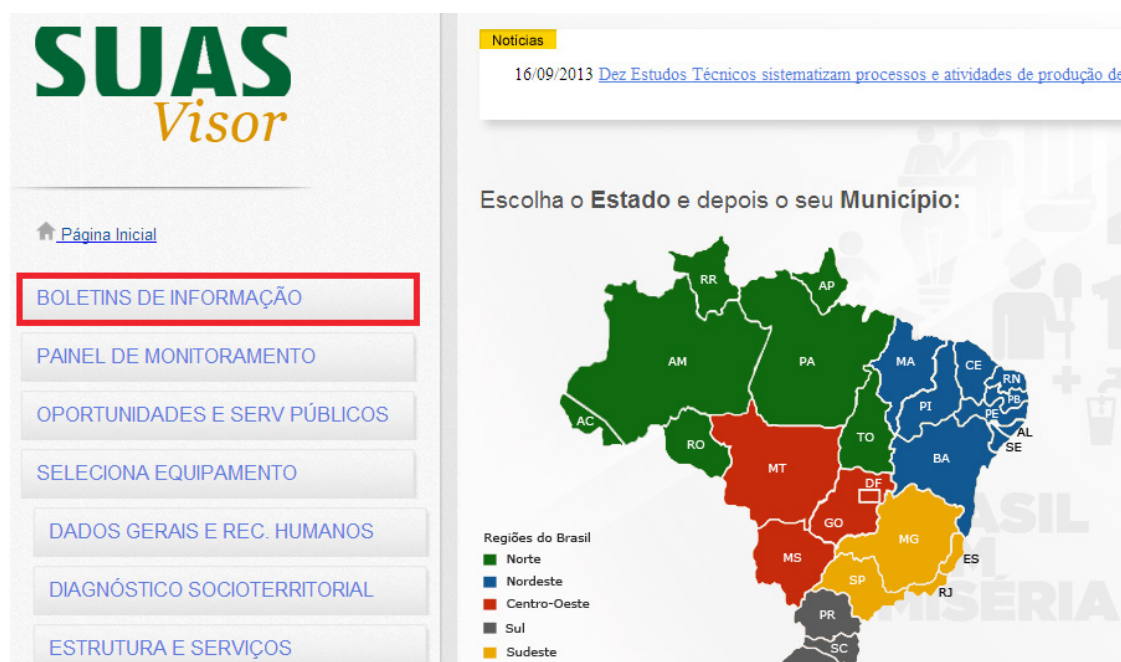 SUAS
Visor
Página Inicial
BOLETINS DE INFORMAÇÃO
PAINEL DE MONITORAMENTO
OPORTUNIDADES E SERV PÚBLICOS
SELECIONA EQUIPAMENTO
DADOS GERAIS E REC. HUMANOS
DIAGNÓSTICO SOCIOTERRITORIAL
ESTRUTURA E SERVIÇOS
Notícias
16/09/2013 Dez Estudos Técnicos sistematizam processos e atividades de produção de
Escolha o Estado e depois o seu Município:
RR
AP
AM
PA
MA
CE
RN
PB
PI
PE
AC
AL
TO
RO
SE
BA
MT
DF
GO
MG
MS
ES
SP
RJ
PR
SC
Regiões do Brasil
Norte
Nordeste
Centro-Oeste
Sul
Sudeste
ASIL
M
MISÉRIA